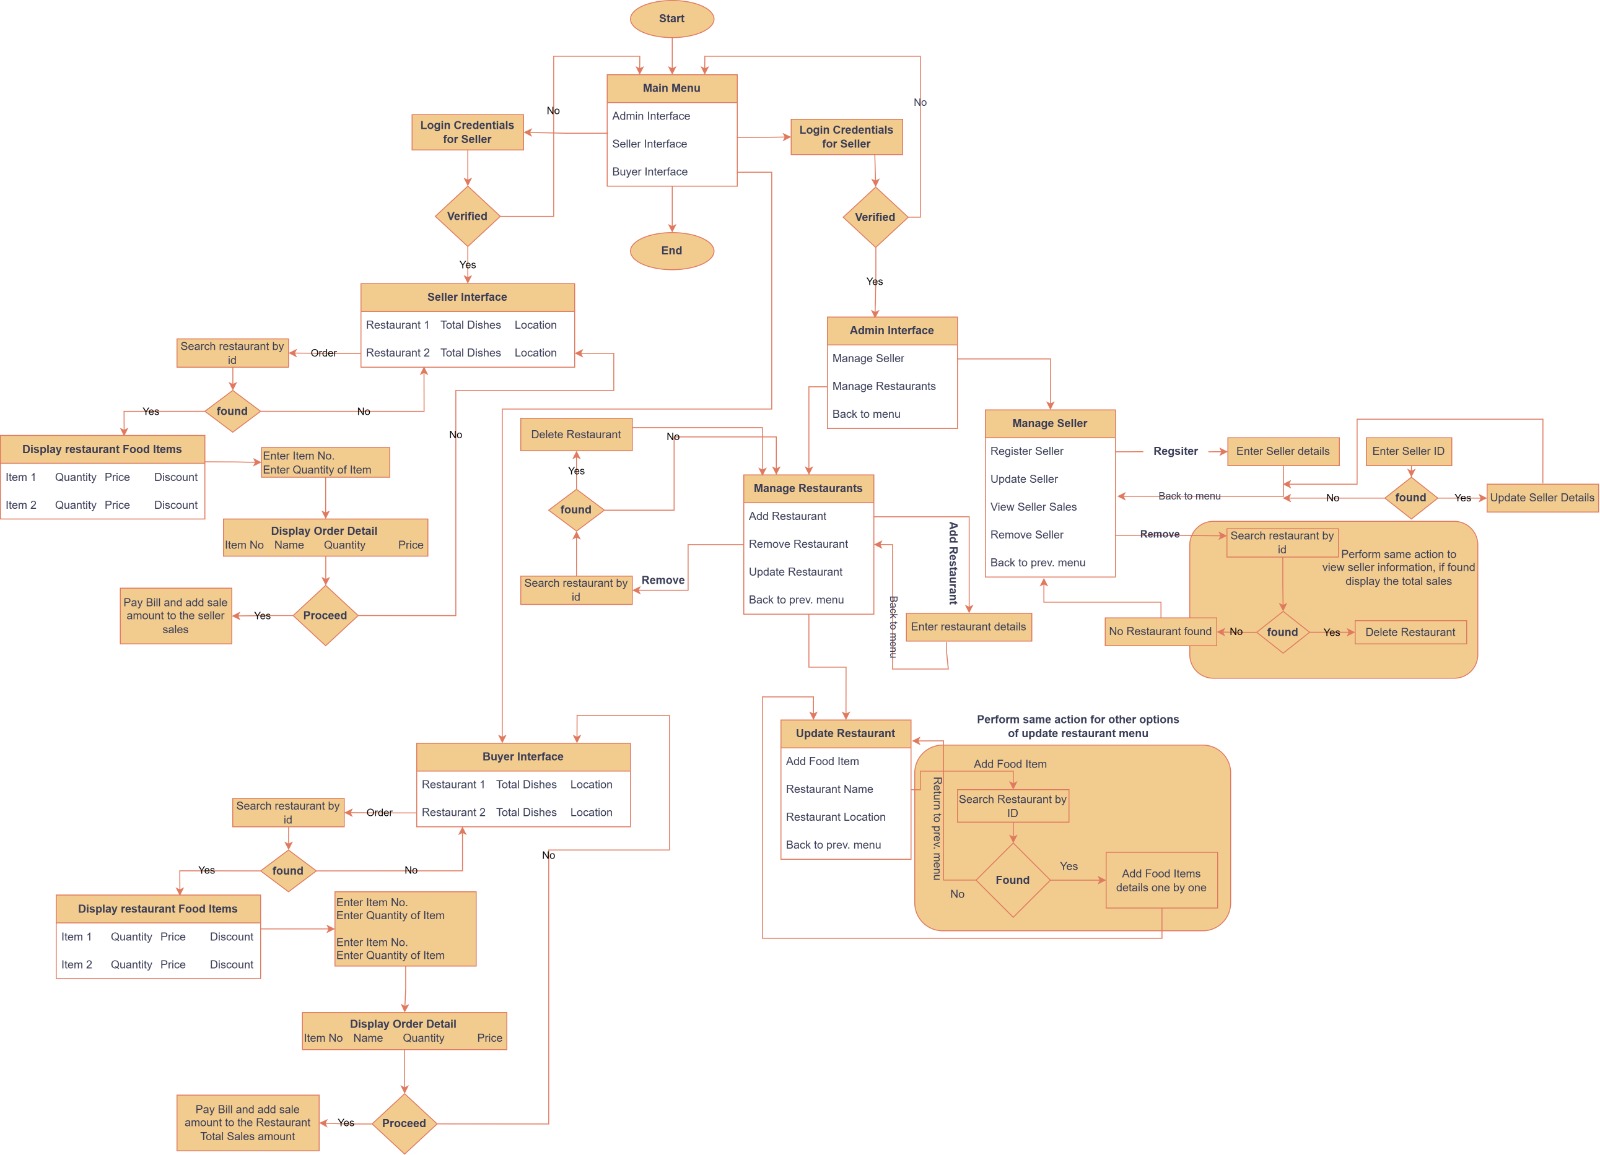 Start
Main Menu
Admin Interface
Seller Interface
Buyer Interface
No
No
Login Credentials
for Seller
Login Credentials
for Seller
Verified
Verified
End
Yes
Yes
Seller Interface
Restaurant 1 Total Dishes Location
Restaurant 2 Total Dishes Location
Order
Search restaurant by
id
found
Yes
No
Display restaurant Food Items
Item 1 Quantity Price Discount
Item 2 Quantity Price Discount
Enter Item No.
Enter Quantity of Item
Display Order Detail
Item No Name Quantity Price
Proceed
Yes
No
Pay Bill and add sale
amount to the seller
sales
Admin Interface
Manage Seller
Manage Restaurants
Back to menu
Manage Seller
Register Seller
Update Seller
View Seller Sales
Remove Seller
Back to prev. menu
Regsiter
Enter Seller details
Enter Seller ID
Back to menu
No
found
Yes
Update Seller Details
Remove
Search restaurant by
id
Perform same action to
view seller information, if found
display the total sales
No Restaurant found
No
found
Yes
Delete Restaurant
Delete Restaurant
No
Yes
found
Search restaurant by
id
Remove
Manage Restaurants
Add Restaurant
Remove Restaurant
Update Restaurant
Back to prev. menu
Add Restaurant
Back to menu
Enter restaurant details
Update Restaurant
Add Food Item
Restaurant Name
Restaurant Location
Back to prev. menu
Perform same action for other options
of update restaurant menu
Add Food Item
Return to prev. menu
Search Restaurant by
ID
Found
Yes
No
Add Food Items
details one by one
Buyer Interface
Restaurant 1 Total Dishes Location
Restaurant 2 Total Dishes Location
Order
Search restaurant by
id
found
Yes
No
No
Display restaurant Food Items
Item 1 Quantity Price Discount
Item 2 Quantity Price Discount
Enter Item No.
Enter Quantity of Item
Enter Item No.
Enter Quantity of Item
Display Order Detail
Item No Name Quantity Price
Proceed
Yes
Pay Bill and add sale
amount to the Restaurant
Total Sales amount